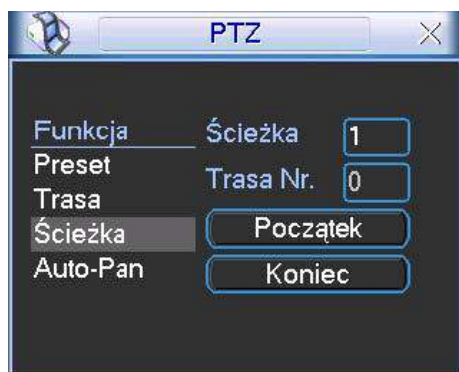 PTZ
Funkcja
Preset
Trasa
Ścieżka
Auto-Pan
Ścieżka 1
Trasa Nr. 0
Początek
Koniec